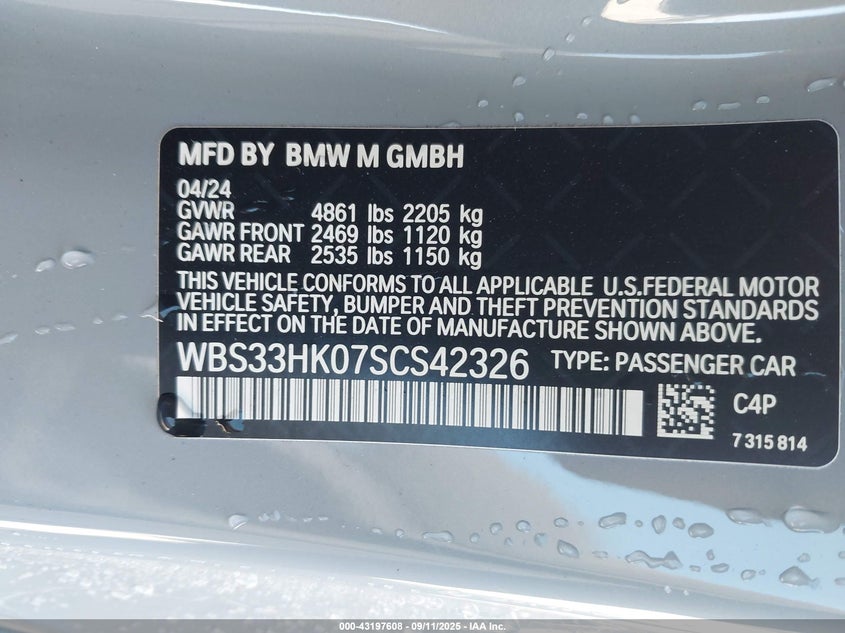 MFD BY BMW M GMBH
04/24
GVWR 4861 lbs 2205 kg
GAWR FRONT 2469 lbs 1120 kg
GAWR REAR 2535 lbs 1150 kg
THIS VEHICLE CONFORMS TO ALL APPLICABLE U.S.FEDERAL MOTOR
VEHICLE SAFETY, BUMPER AND THEFT PREVENTION STANDARDS
IN EFFECT ON THE DATE OF MANUFACTURE SHOWN ABOVE.
WBS33HK07SCS42326 TYPE: PASSENGER CAR
C4P
7 315 814
000-43197608 - 09/11/2025 - IAA Inc.